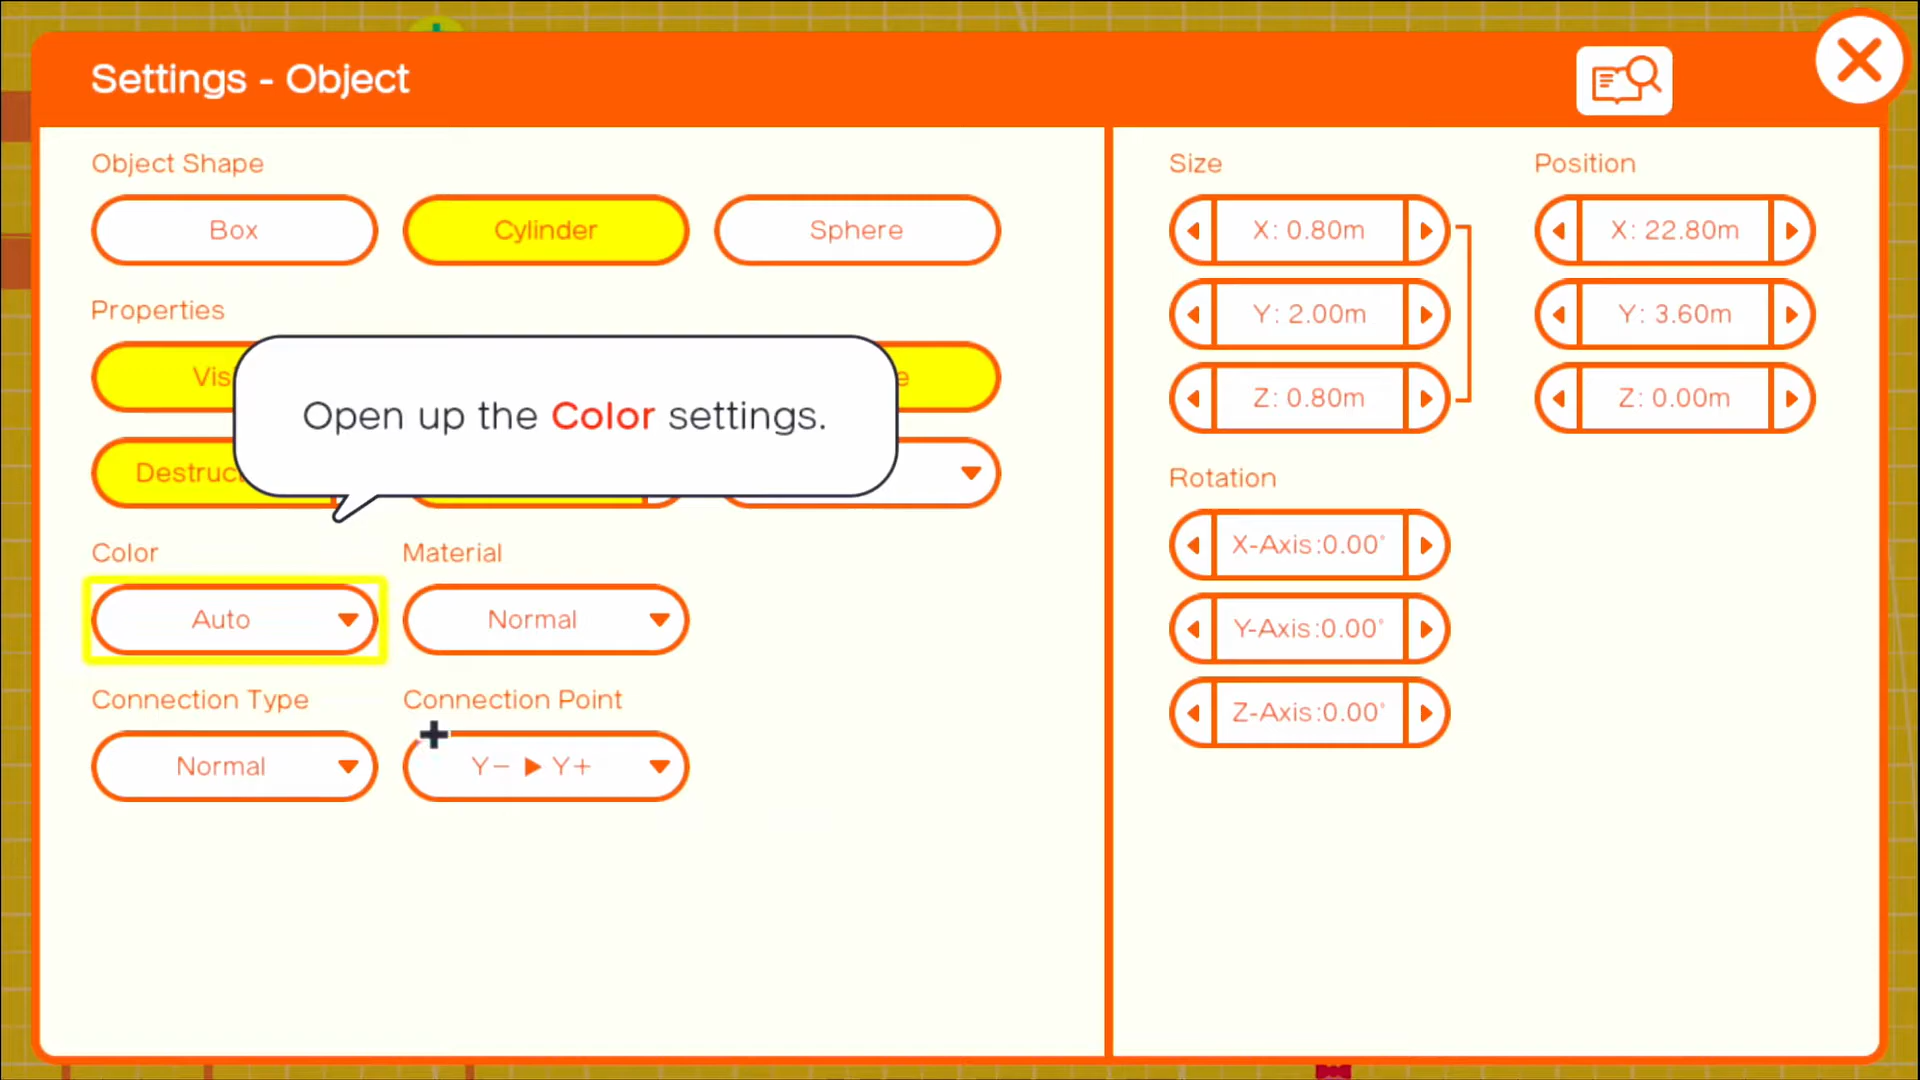 Settings - Object
Object Shape
Box
Cylinder
Sphere
Properties
Open up the Color settings.
Color
Material
Auto
Normal
Connection Type
Connection Point
Normal
Y− ▶ Y+
Size
X: 0.80m
Y: 2.00m
Z: 0.80m
Position
X: 22.80m
Y: 3.60m
Z: 0.00m
Rotation
X-Axis:0.00°
Y-Axis:0.00°
Z-Axis:0.00°